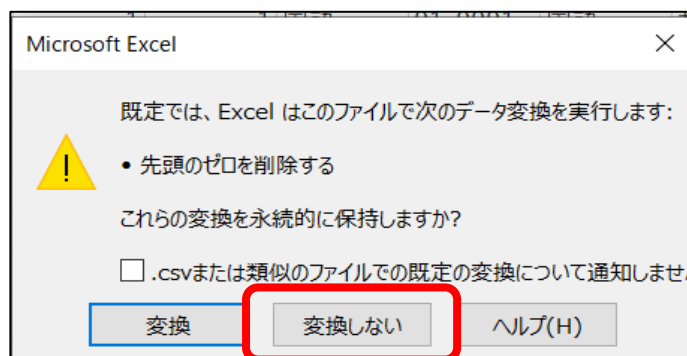 Microsoft Excel
既定では、Excel はこのファイルで次のデータ変換を実行します:
• 先頭のゼロを削除する
これらの変換を永続的に保持しますか?
.csvまたは類似のファイルでの既定の変換について通知しませ
変換
変換しない
ヘルプ(H)